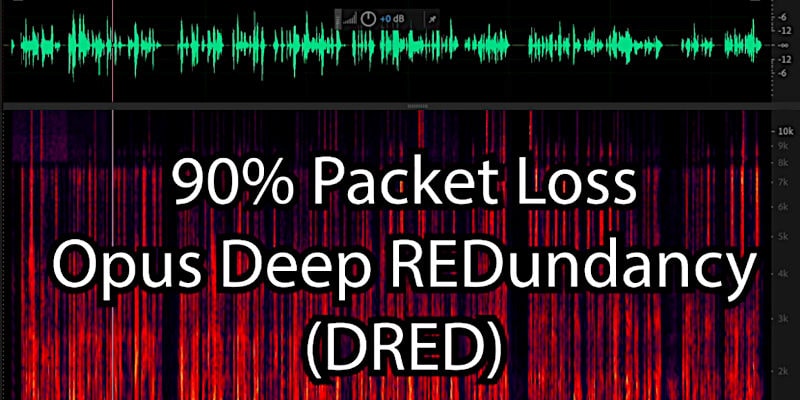 +0 dB
-6
-12
-∞
-12
-6
10k
9k
8k
7k
6k
5k
4k
3k
2k
90% Packet Loss
Opus Deep REDundancy
(DRED)